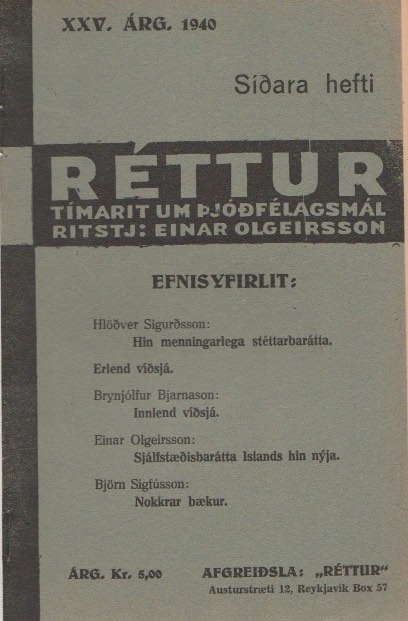 XXV. ÁRG. 1940
Síðara hefti
RÉTTUR
TÍMARIT UM ÞJÓÐFÉLAGSMÁL
RITSTJ: EINAR OLGEIRSSON
EFNISYFIRLIT:
Hlöðver Sigurðsson:
Hin menningarlega stéttarbarátta.
Erlend víðsjá.
Brynjólfur Bjarnason:
Innlend víðsjá.
Einar Olgeirsson:
Sjálfstæðisbarátta Islands hin nýja.
Björn Sigfússon:
Nokkrar bækur.
ÁRG. Kr. 5,00
AFGREIÐSLA: „RÉTTUR“
Austurstræti 12, Reykjavík Box 57